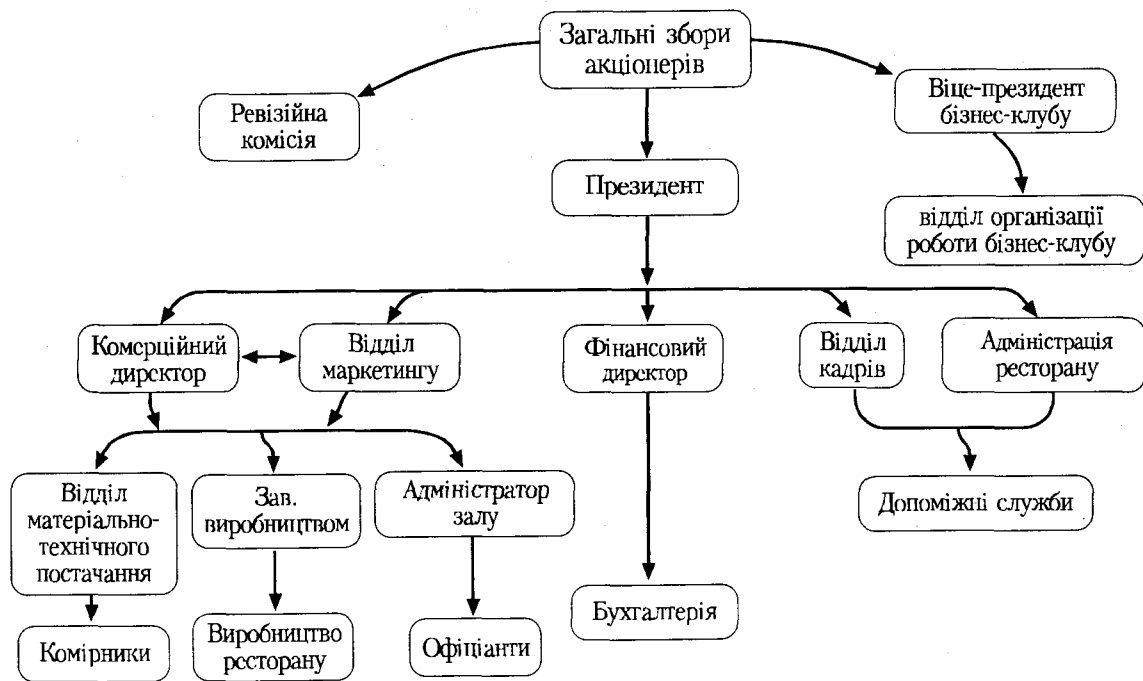 Загальні збори
акціонерів
Ревізійна
комісія
Віце-президент
бізнес-клубу
Президент
відділ організації
роботи бізнес-клубу
Комерційний
директор
Відділ
маркетингу
Фінансовий
директор
Відділ
кадрів
Адміністрація
ресторану
Відділ
матеріально-
технічного
постачання
Зав.
виробництвом
Адміністратор
залу
Допоміжні служби
Комірники
Виробництво
ресторану
Офіціанти
Бухгалтерія